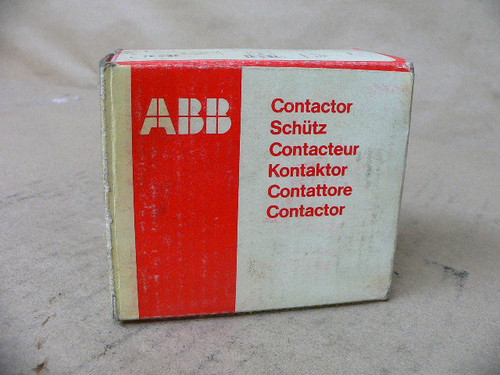 ABB
Contactor
Schütz
Contacteur
Kontaktor
Contattore
Contactor